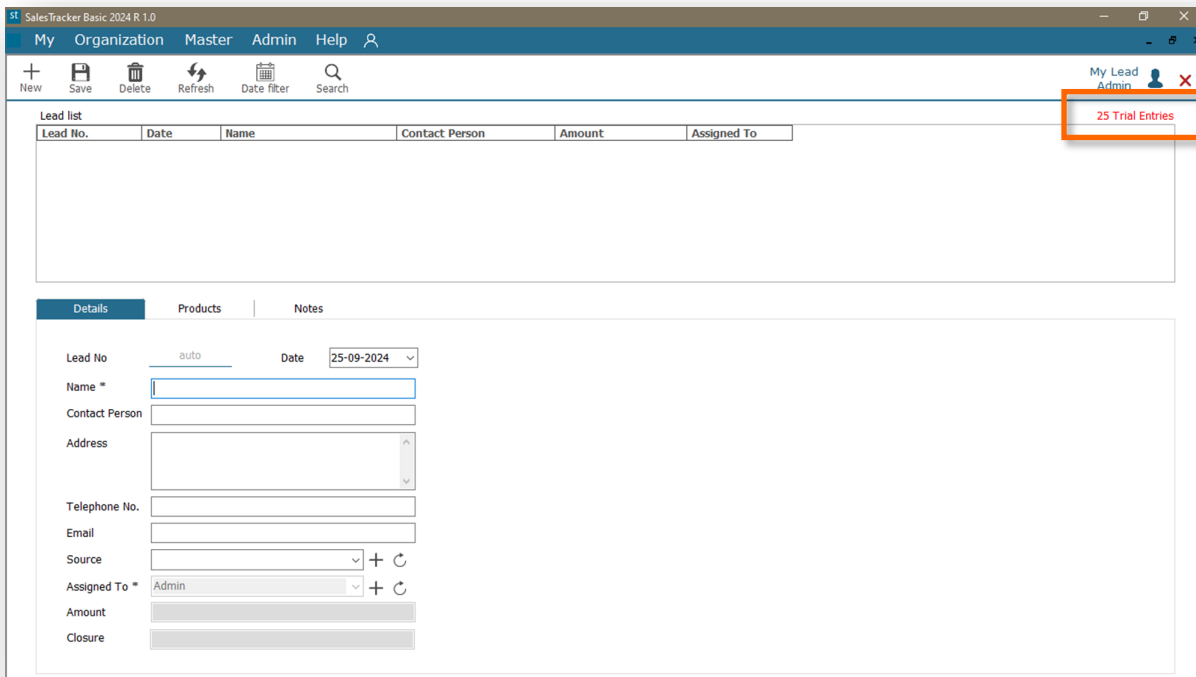 st SalesTracker Basic 2024 R 1.0
My Organization Master Admin Help
New Save Delete Refresh Date filter Search
My Lead
Admin
Lead list
25 Trial Entries
Lead No. Date Name Contact Person Amount Assigned To
Details Products Notes
Lead No auto Date 25-09-2024
Name *
Contact Person
Address
Telephone No.
Email
Source
Assigned To * Admin
Amount
Closure